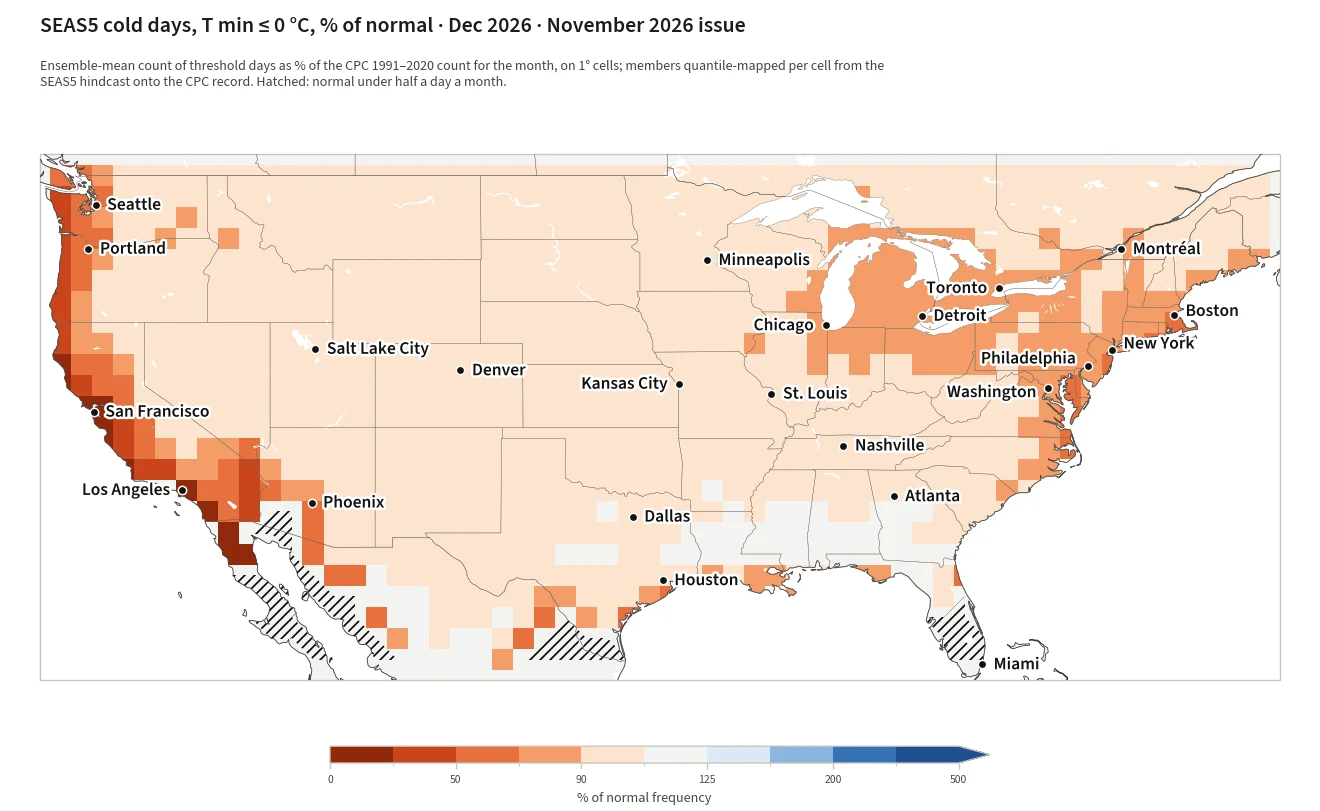 SEAS5 cold days, T min ≤ 0 °C, % of normal · Dec 2026 · November 2026 issue
Ensemble-mean count of threshold days as % of the CPC 1991–2020 count for the month, on 1° cells; members quantile-mapped per cell from the
SEAS5 hindcast onto the CPC record. Hatched: normal under half a day a month.
Seattle
Portland
Montréal
Minneapolis
Toronto
Boston
Detroit
Chicago
New York
Salt Lake City
Philadelphia
Denver
Kansas City
St. Louis
Washington
San Francisco
Nashville
Los Angeles
Atlanta
Phoenix
Dallas
Houston
Miami
0 50 90 125 200 500
% of normal frequency